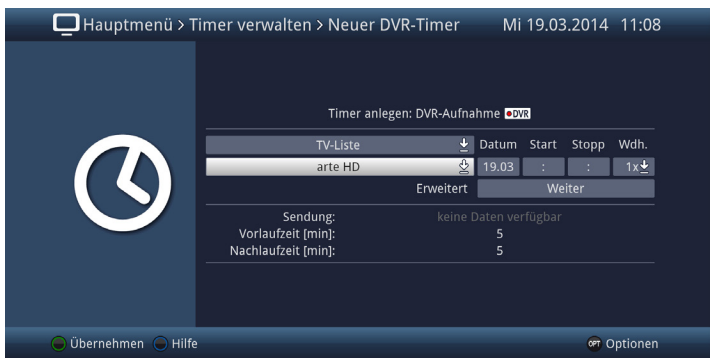 Hauptmenü > Timer verwalten > Neuer DVR-Timer Mi 19.03.2014 11:08
Timer anlegen: DVR-Aufnahme DVR
TV-Liste Datum Start Stopp Wdh.
arte HD 19.03 : : 1x
Erweitert Weiter
Sendung: keine Daten verfügbar
Vorlaufzeit [min]: 5
Nachlaufzeit [min]: 5
Übernehmen Hilfe OPT Optionen